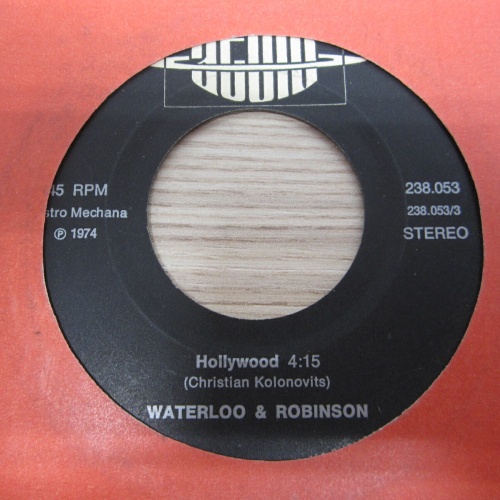 45 RPM
stro Mechana
℗ 1974
238.053
238.053/3
STEREO
Hollywood 4:15
(Christian Kolonovits)
WATERLOO & ROBINSON